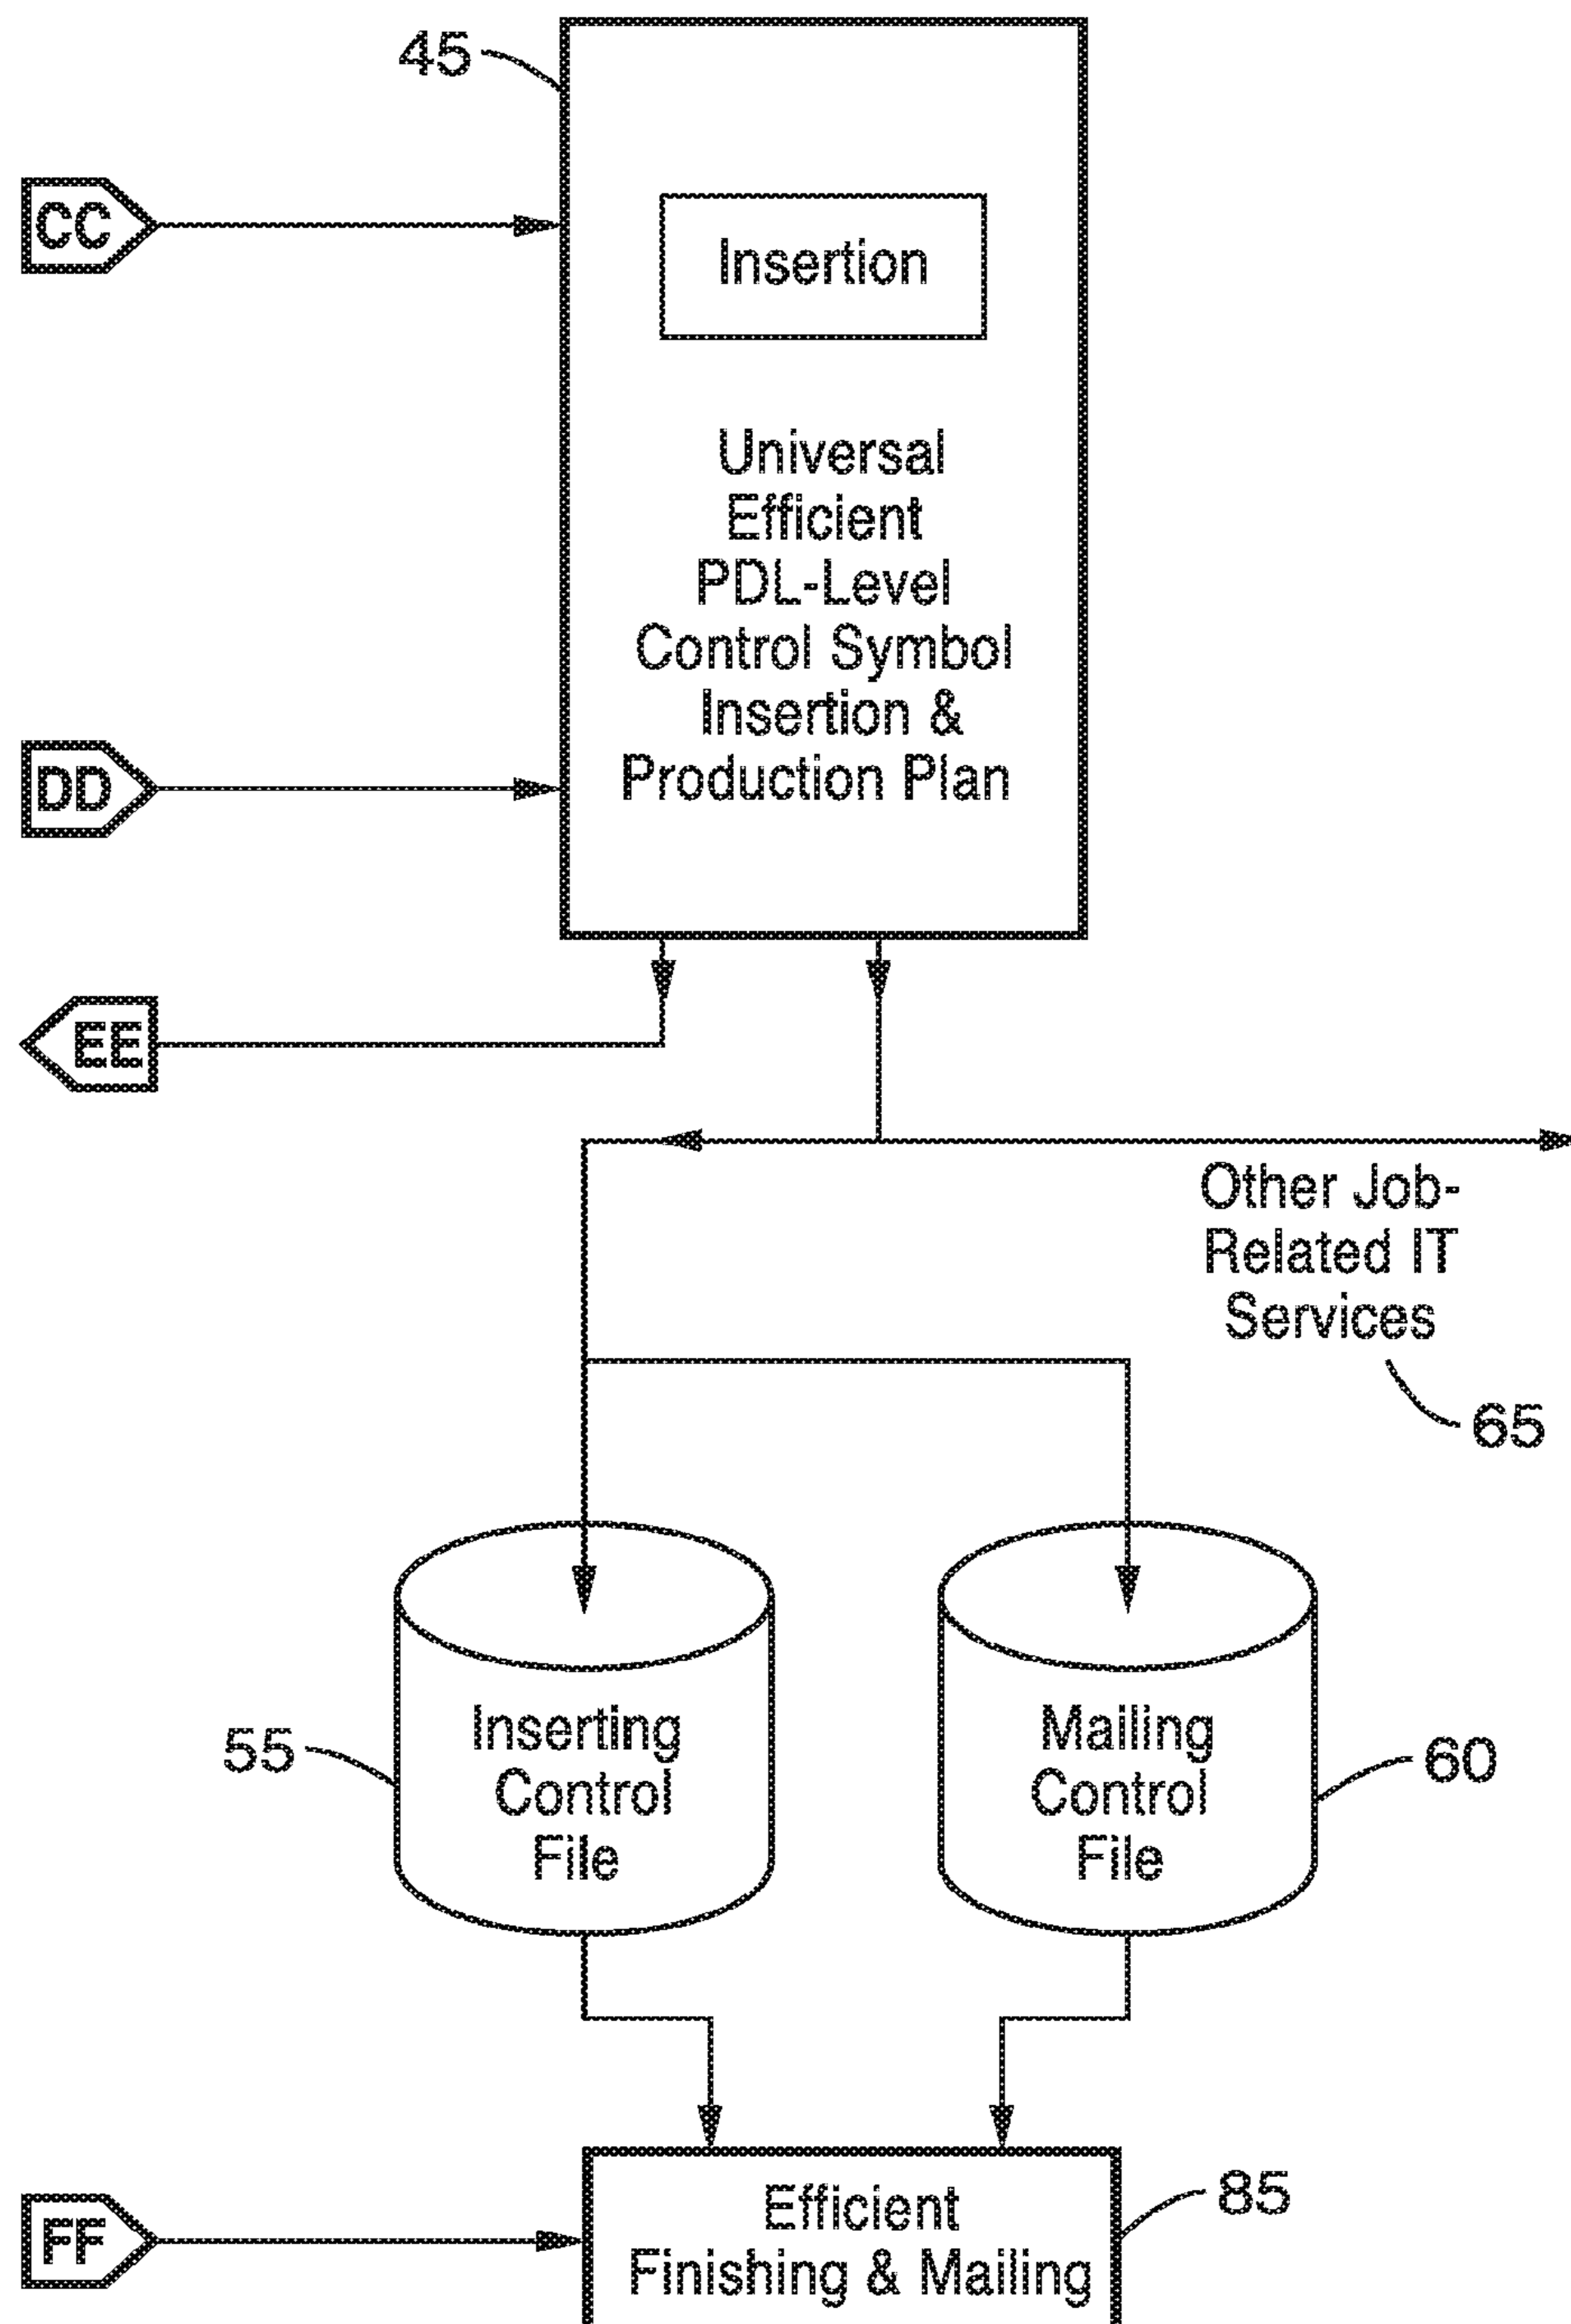 45
CC
Insertion
Universal
Efficient
PDL-Level
Control Symbol
Insertion &
Production Plan
DD
EE
Other Job-
Related IT
Services
65
55
Inserting
Control
File
Mailing
Control
File
60
85
Efficient
Finishing & Mailing
FF